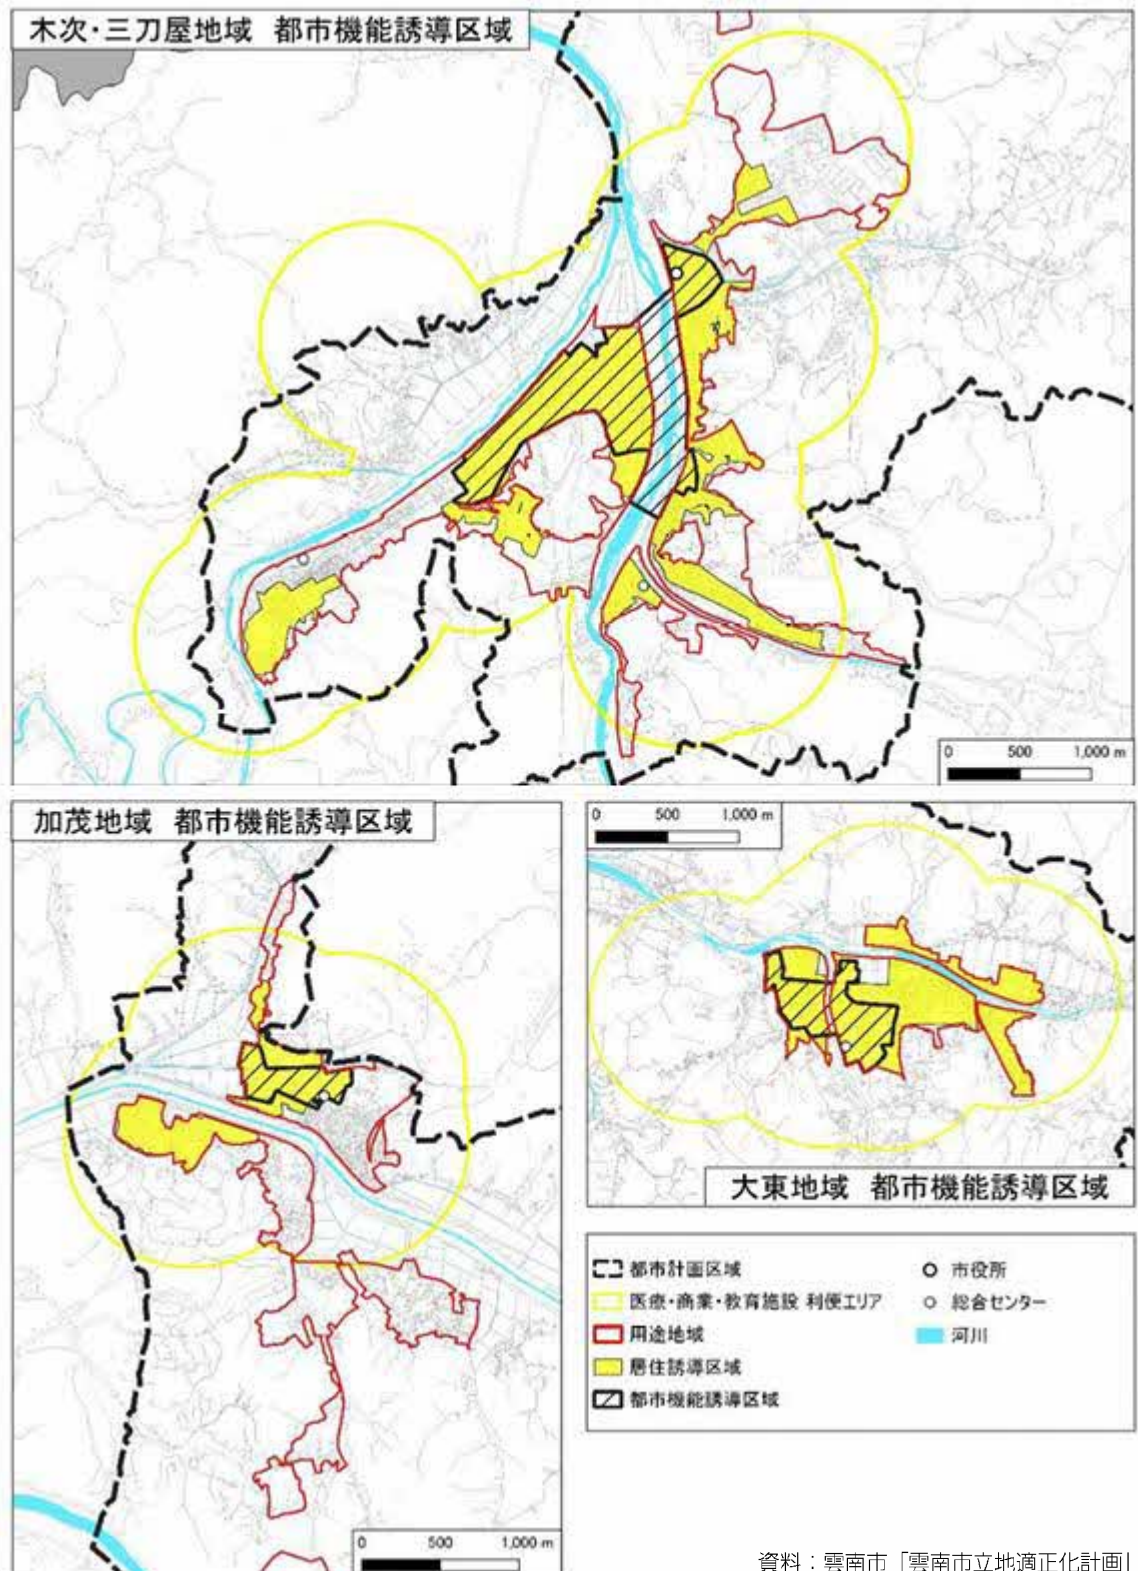 木次・三刀屋地域 都市機能誘導区域
0 500 1,000 m
加茂地域 都市機能誘導区域
0 500 1,000 m
0 500 1,000 m
大東地域 都市機能誘導区域
都市計画区域
医療・商業・教育施設 利便エリア
用途地域
居住誘導区域
都市機能誘導区域
市役所
総合センター
河川
資料：雲南市「雲南市立地適正化計画」